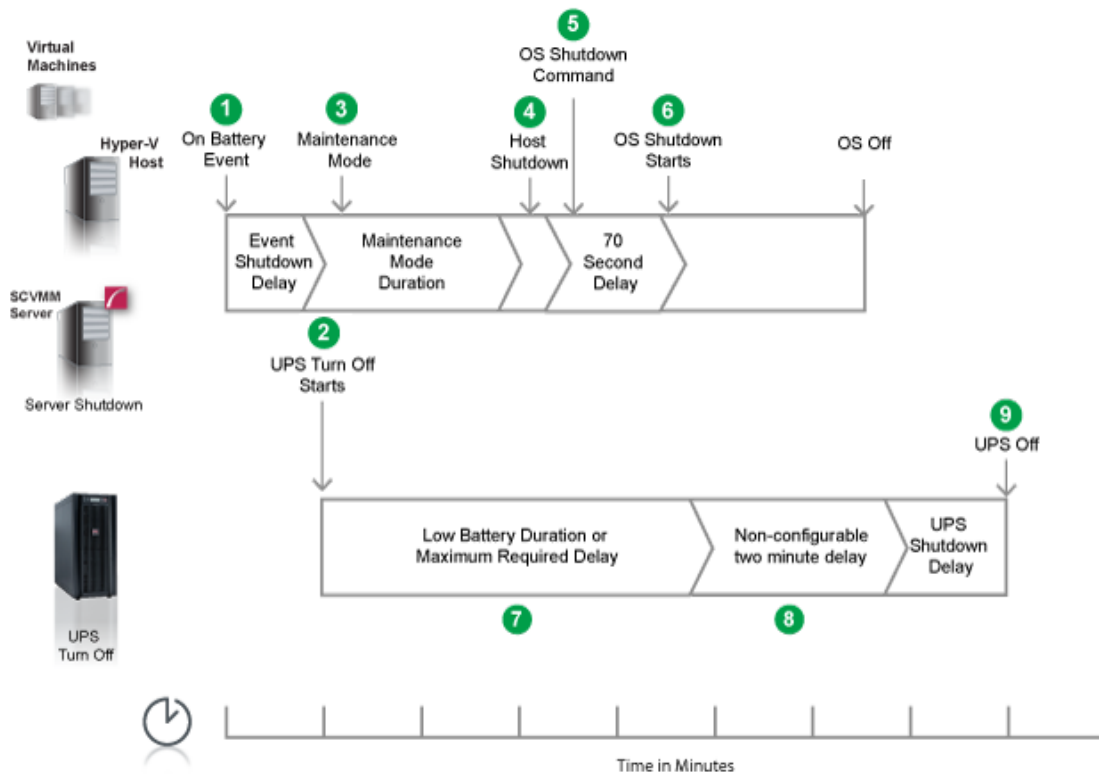 Virtual
Machines
5
OS Shutdown
Command
1
On Battery
Event
3
Maintenance
Mode
4
Host
Shutdown
6
OS Shutdown
Starts
OS Off
Hyper-V
Host
Event
Shutdown
Delay
Maintenance
Mode
Duration
70
Second
Delay
SCVMM
Server
Server Shutdown
2
UPS Turn Off
Starts
9
UPS Off
Low Battery Duration or
Maximum Required Delay
Non-configurable
two minute delay
UPS
Shutdown
Delay
7
8
UPS
Turn Off
Time in Minutes